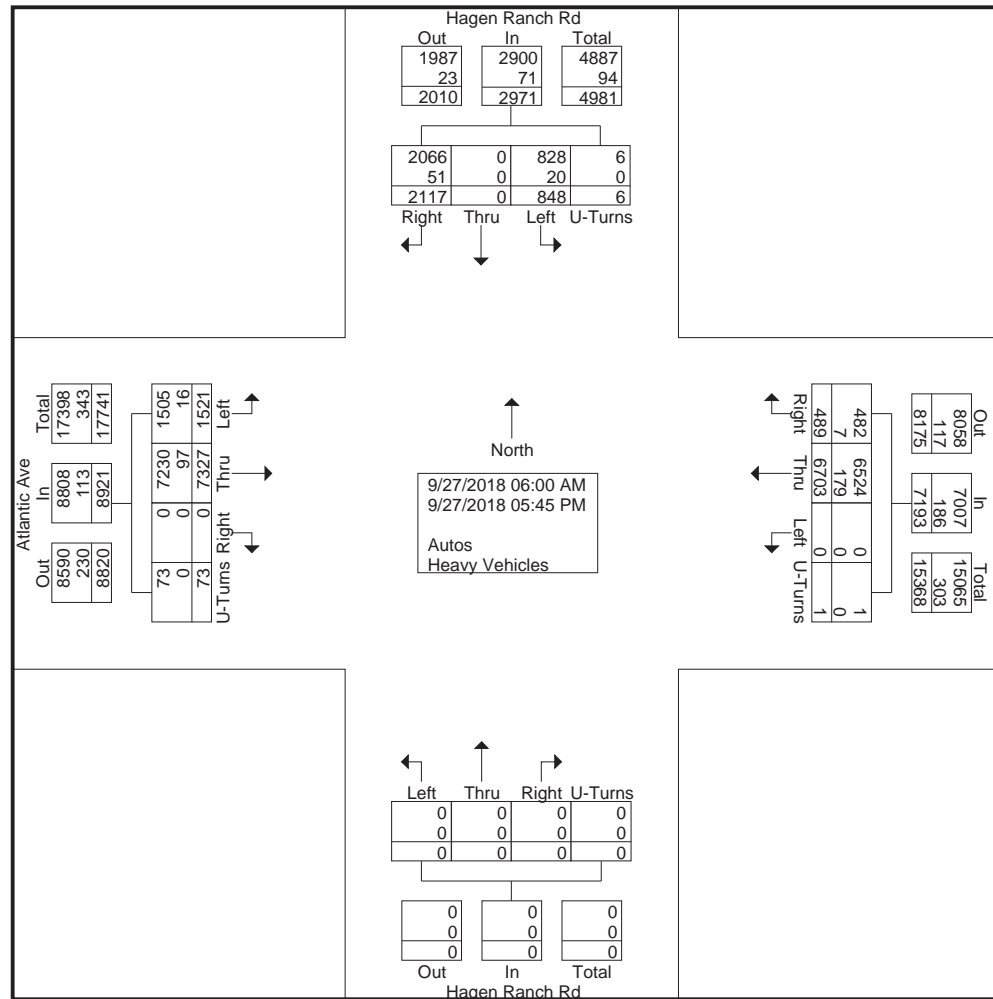 Hagen Ranch Rd
Out In Total
1987 2900 4887
23 71 94
2010 2971 4981
2066 0 828 6
51 0 20 0
2117 0 848 6
Right Thru Left U-Turns
Atlantic Ave
Total In Out
17398 8808 8590
343 113 230
17741 8921 8820
1505 7230 0 73
16 97 0 0
1521 7327 0 73
Left Thru Right U-Turns
North
9/27/2018 06:00 AM
9/27/2018 05:45 PM
Autos
Heavy Vehicles
Right Thru Left U-Turns
482 6524 0 1
7 179 0
489 6703 0 1
Out In Total
8058 7007 15065
117 186 303
8175 7193 15368
Left Thru Right U-Turns
0 0 0 0
0 0 0 0
0 0 0 0
0 0 0
0 0 0
0 0 0
Out In Total
Hagen Ranch Rd